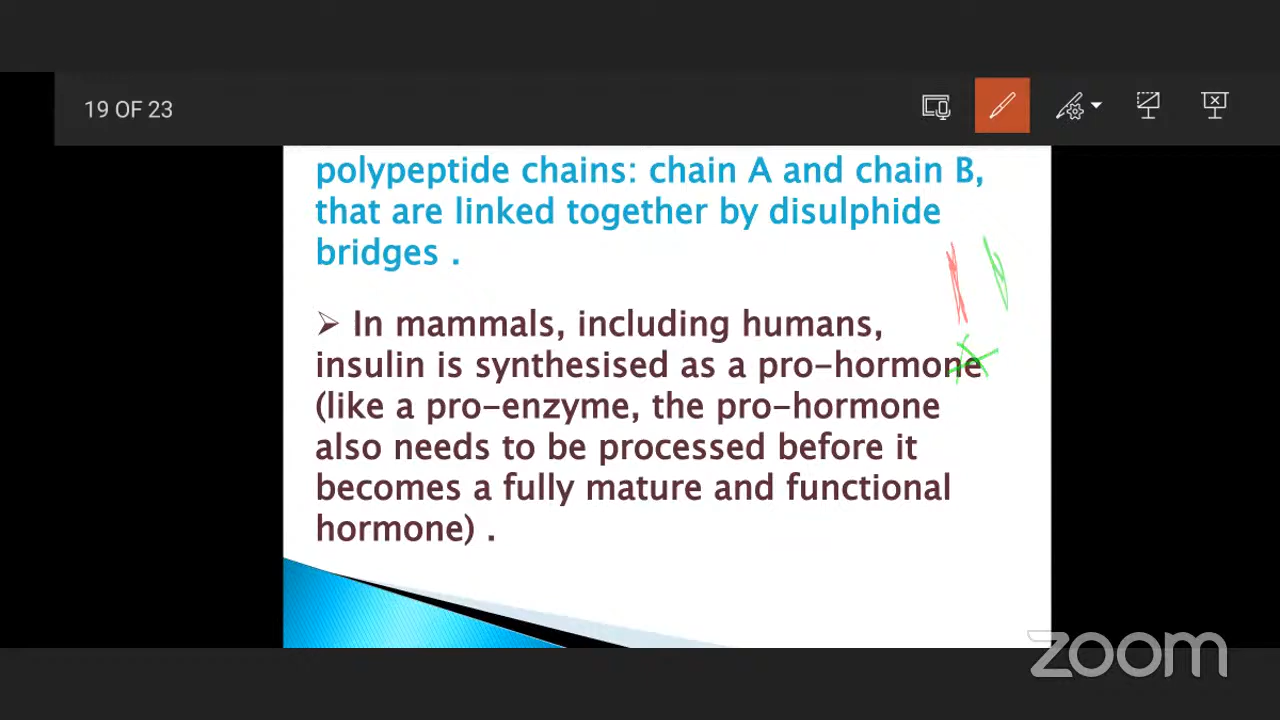 19 OF 23
polypeptide chains: chain A and chain B,
that are linked together by disulphide
bridges .
➢ In mammals, including humans,
insulin is synthesised as a pro-hormone
(like a pro-enzyme, the pro-hormone
also needs to be processed before it
becomes a fully mature and functional
hormone) .
zoom